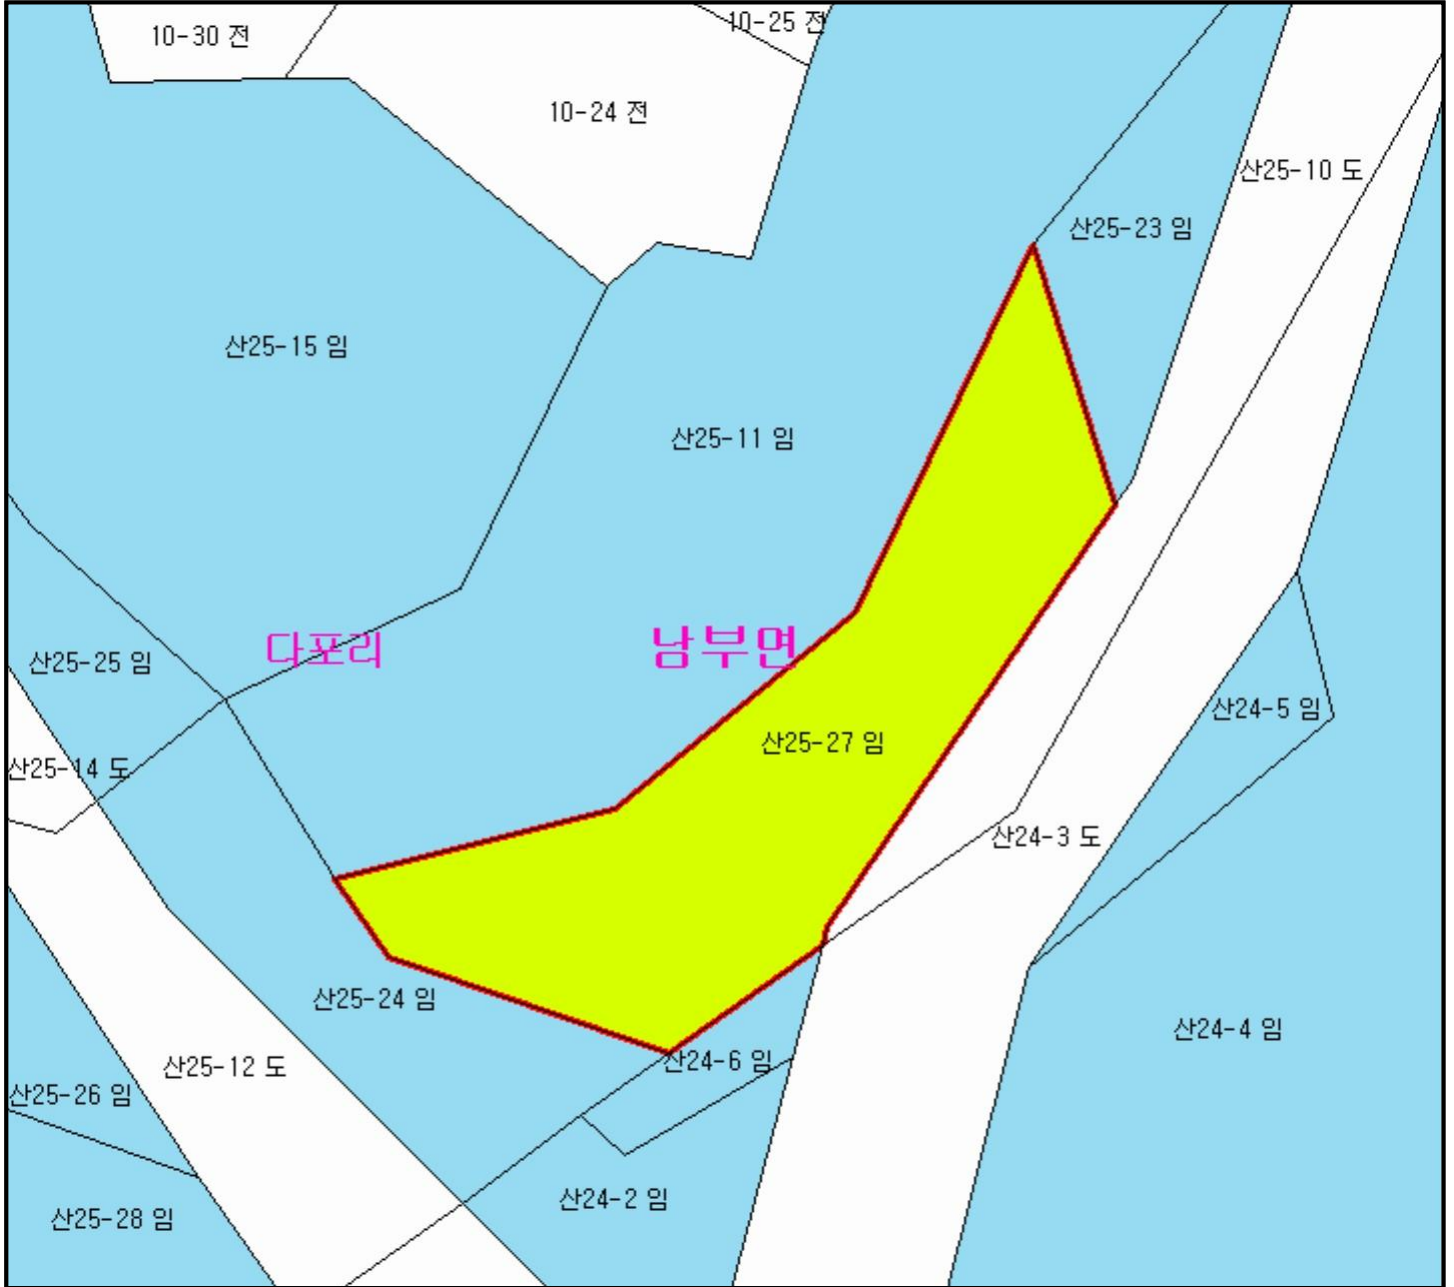 10-30 전
10-25 전
10-24 전
산25-10 도
산25-23 임
산25-15 임
산25-11 임
다포리
남부면
산25-25 임
산24-5 임
산25-27 임
산25-14 도
산24-3 도
산25-24 임
산24-4 임
산24-6 임
산25-12 도
산25-26 임
산24-2 임
산25-28 임